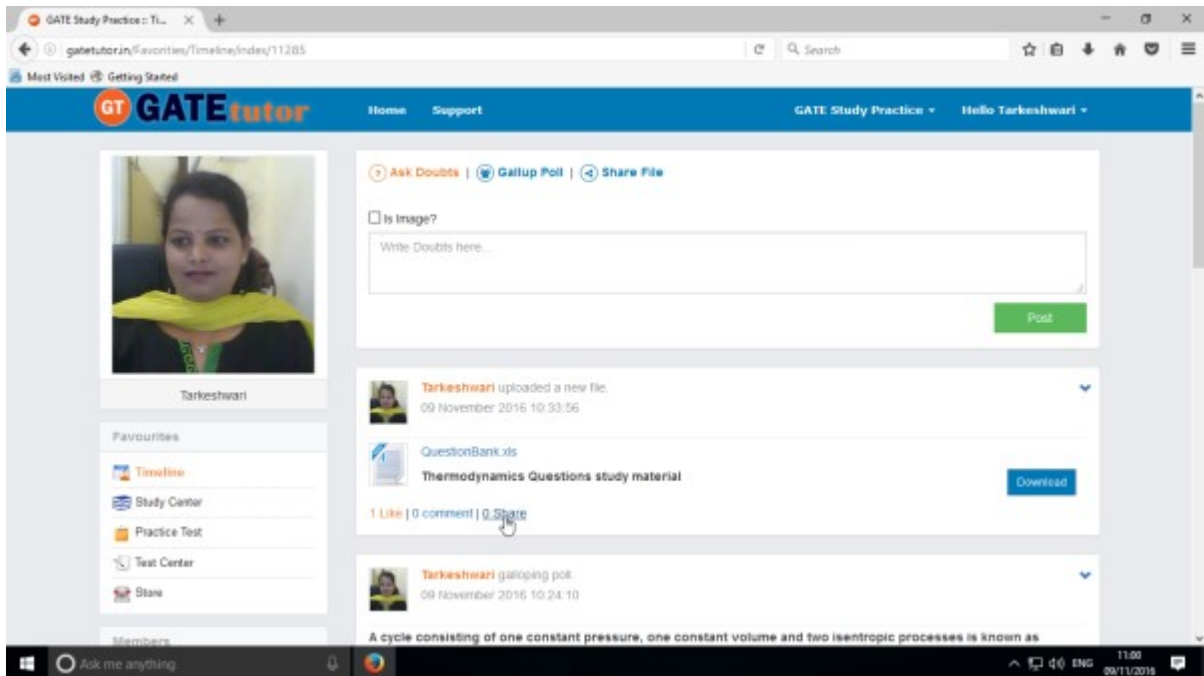 GATE Study Practice :: Ti...
gatetutor.in/Favorities/Timeline/index/11285
Search
Most Visited Getting Started
GT GATEtutor Home Support GATE Study Practice Hello Tarkeshwari
Ask Doubts | Gallup Poll | Share File
Is Image?
Write Doubts here...
Post
Tarkeshwari
Favourites
Timeline
Study Center
Practice Test
Test Center
Store
Members
Tarkeshwari uploaded a new file.
09 November 2016 10:33:56
QuestionBank.xls
Thermodynamics Questions study material
Download
1 Like | 0 comment | 0 Share
Tarkeshwari galloping poll.
09 November 2016 10:24:10
A cycle consisting of one constant pressure, one constant volume and two isentropic processes is known as
Ask me anything
ENG
11:00
09/11/2016